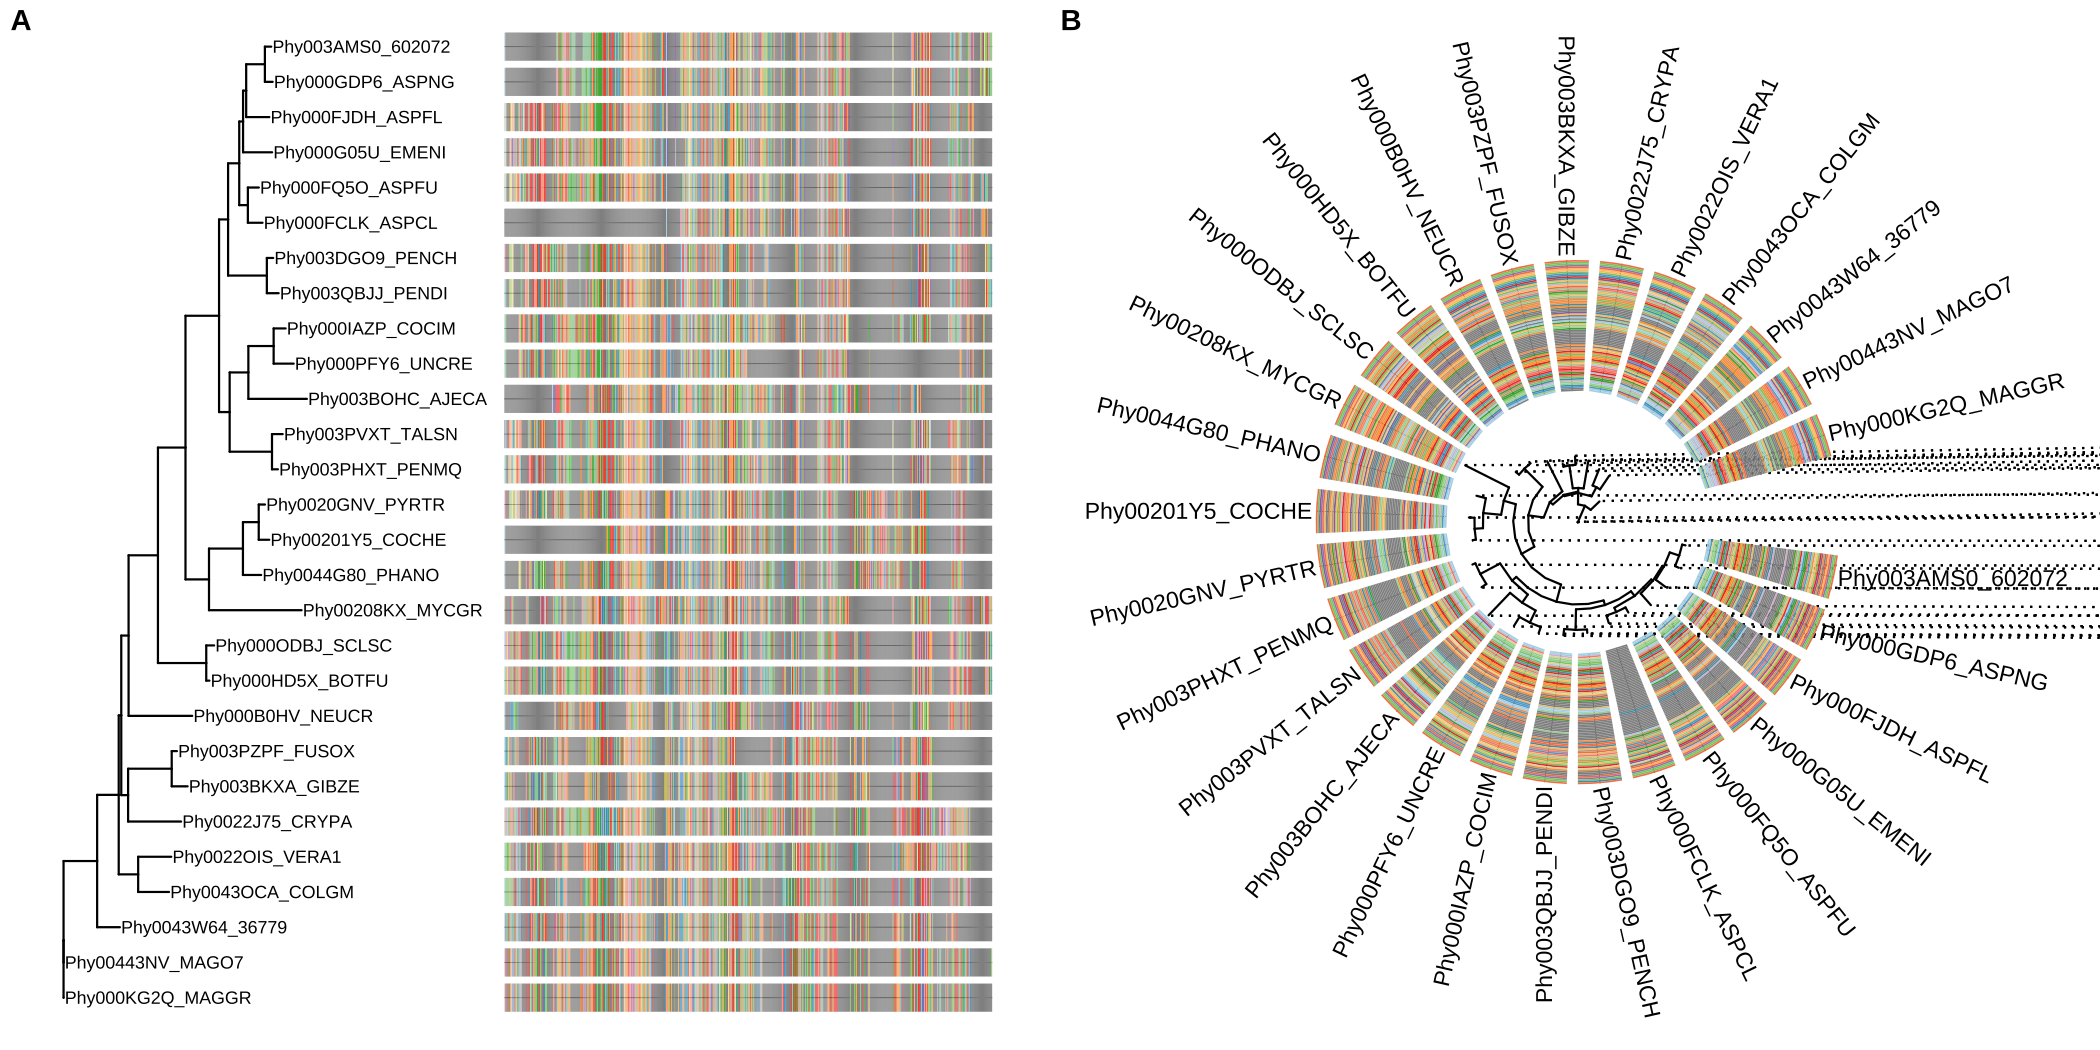 A
Phy003AMS0_602072
Phy000GDP6_ASPNG
Phy000FJDH_ASPFL
Phy000G05U_EMENI
Phy000FQ5O_ASPFU
Phy000FCLK_ASPCL
Phy003DGO9_PENCH
Phy003QBJJ_PENDI
Phy000IAZP_COCIM
Phy000PFY6_UNCRE
Phy003BOHC_AJECA
Phy003PVXT_TALSN
Phy003PHXT_PENMQ
Phy0020GNV_PYRTR
Phy00201Y5_COCHE
Phy0044G80_PHANO
Phy00208KX_MYCGR
Phy000ODBJ_SCLSC
Phy000HD5X_BOTFU
Phy000B0HV_NEUCR
Phy003PZPF_FUSOX
Phy003BKXA_GIBZE
Phy0022J75_CRYPA
Phy0022OIS_VERA1
Phy0043OCA_COLGM
Phy0043W64_36779
Phy00443NV_MAGO7
Phy000KG2Q_MAGGR
B
Phy003AMS0_602072
Phy000GDP6_ASPNG
Phy000FJDH_ASPFL
Phy000G05U_EMENI
Phy000FQ5O_ASPFU
Phy000FCLK_ASPCL
Phy003DGO9_PENCH
Phy003QBJJ_PENDI
Phy000IAZP_COCIM
Phy000PFY6_UNCRE
Phy003BOHC_AJECA
Phy003PVXT_TALSN
Phy003PHXT_PENMQ
Phy0020GNV_PYRTR
Phy00201Y5_COCHE
Phy0044G80_PHANO
Phy00208KX_MYCGR
Phy000ODBJ_SCLSC
Phy000HD5X_BOTFU
Phy000B0HV_NEUCR
Phy003PZPF_FUSOX
Phy003BKXA_GIBZE
Phy0022J75_CRYPA
Phy0022OIS_VERA1
Phy0043OCA_COLGM
Phy0043W64_36779
Phy00443NV_MAGO7
Phy000KG2Q_MAGGR